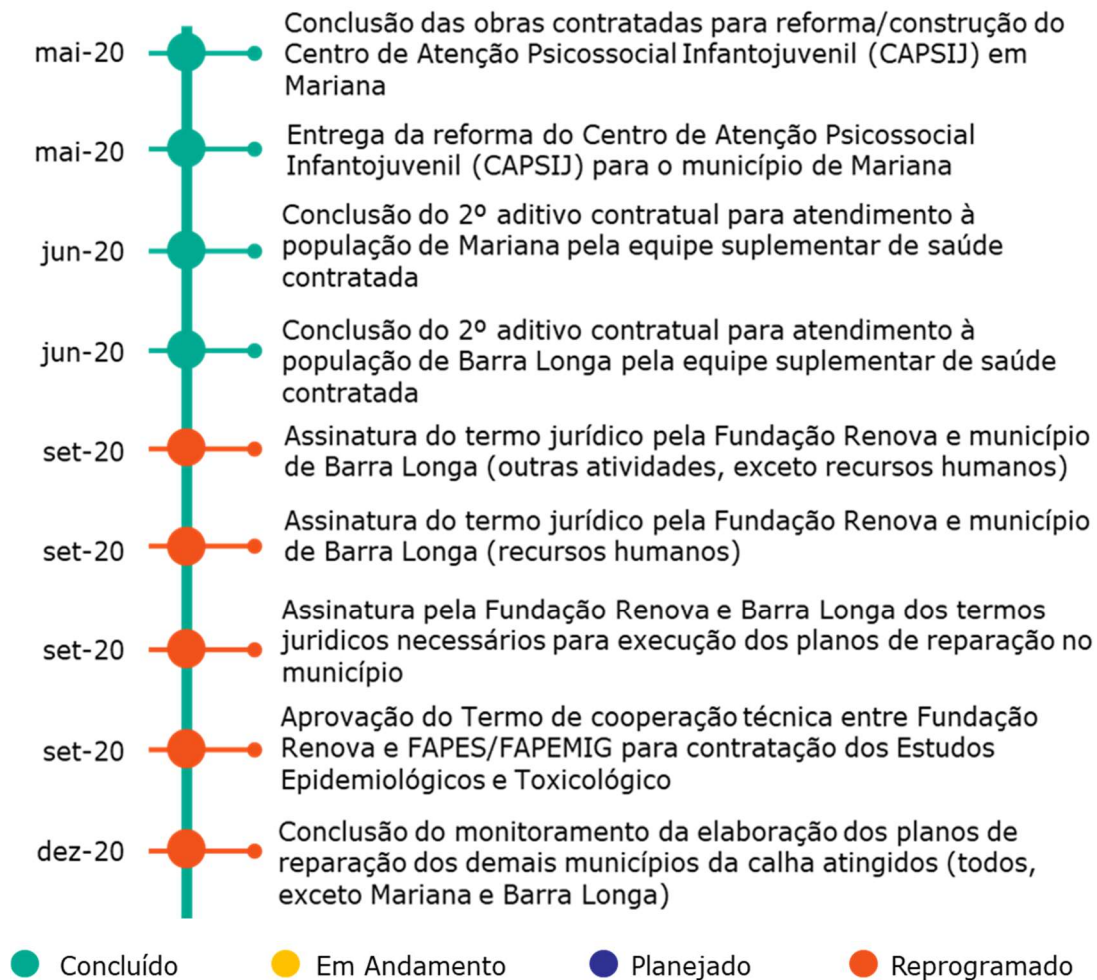 mai-20
Conclusão das obras contratadas para reforma/construção do
Centro de Atenção Psicossocial Infantojuvenil (CAPSIJ) em
Mariana
mai-20
Entrega da reforma do Centro de Atenção Psicossocial
Infantojuvenil (CAPSIJ) para o município de Mariana
jun-20
Conclusão do 2º aditivo contratual para atendimento à
população de Mariana pela equipe suplementar de saúde
contratada
jun-20
Conclusão do 2º aditivo contratual para atendimento à
população de Barra Longa pela equipe suplementar de saúde
contratada
set-20
Assinatura do termo jurídico pela Fundação Renova e município
de Barra Longa (outras atividades, exceto recursos humanos)
set-20
Assinatura do termo jurídico pela Fundação Renova e município
de Barra Longa (recursos humanos)
set-20
Assinatura pela Fundação Renova e Barra Longa dos termos
juridicos necessários para execução dos planos de reparação no
município
set-20
Aprovação do Termo de cooperação técnica entre Fundação
Renova e FAPES/FAPEMIG para contratação dos Estudos
Epidemiológicos e Toxicológico
dez-20
Conclusão do monitoramento da elaboração dos planos de
reparação dos demais municípios da calha atingidos (todos,
exceto Mariana e Barra Longa)
Concluído Em Andamento Planejado Reprogramado